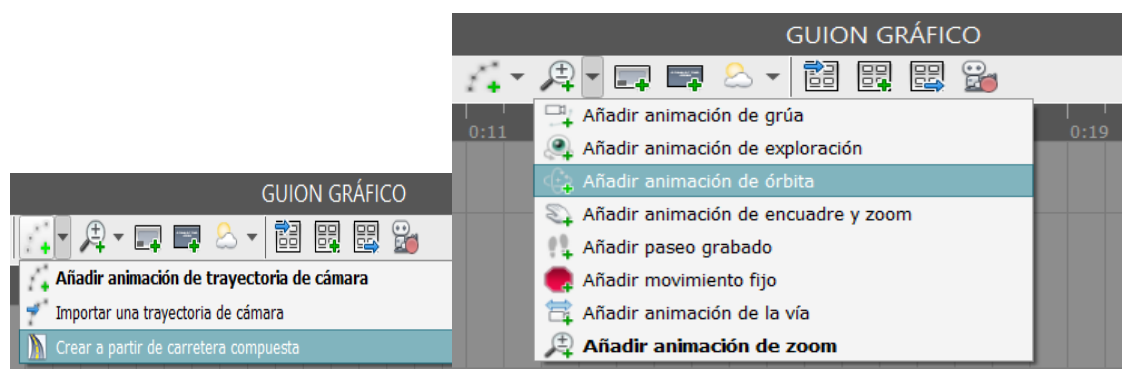 GUION GRÁFICO
0:11
0:19
Añadir animación de grúa
Añadir animación de exploración
Añadir animación de órbita
Añadir animación de encuadre y zoom
Añadir paseo grabado
Añadir movimiento fijo
Añadir animación de la vía
Añadir animación de zoom
GUION GRÁFICO
Añadir animación de trayectoria de cámara
Importar una trayectoria de cámara
Crear a partir de carretera compuesta